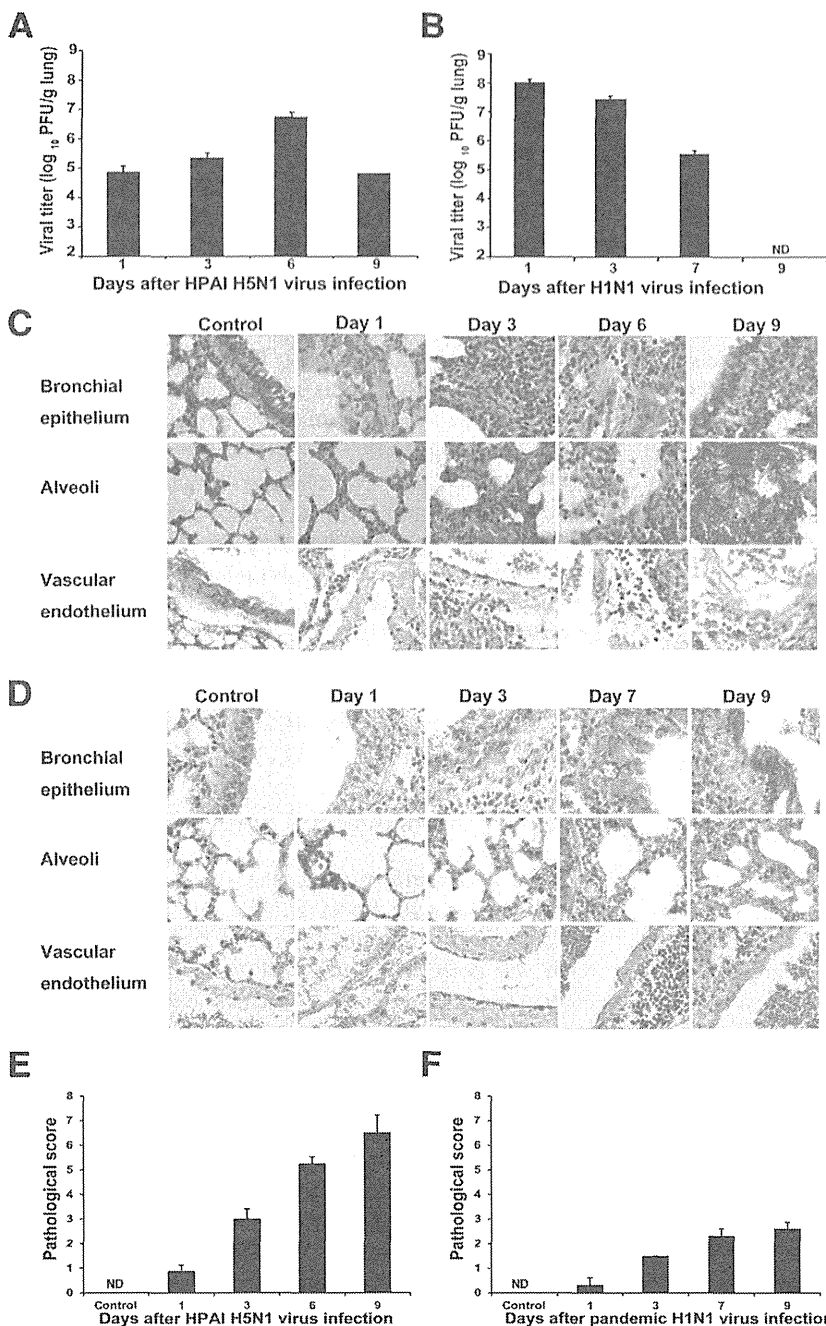 A
Viral titer (log 10 PFU/g lung)
9
8
7
6
5
4
3
2
1 3 6 9
Days after HPAI H5N1 virus infection
B
Viral titer (log 10 PFU/g lung)
9
8
7
6
5
4
3
2
ND
1 3 7 9
Days after H1N1 virus infection
C
Control Day 1 Day 3 Day 6 Day 9
Bronchial
epithelium
Alveoli
Vascular
endothelium
D
Control Day 1 Day 3 Day 7 Day 9
Bronchial
epithelium
Alveoli
Vascular
endothelium
E
Pathological score
8
7
6
5
4
3
2
1
0
ND
Control 1 3 6 9
Days after HPAI H5N1 virus infection
F
Pathological score
8
7
6
5
4
3
2
1
0
ND
Control 1 3 7 9
Days after pandemic H1N1 virus infection